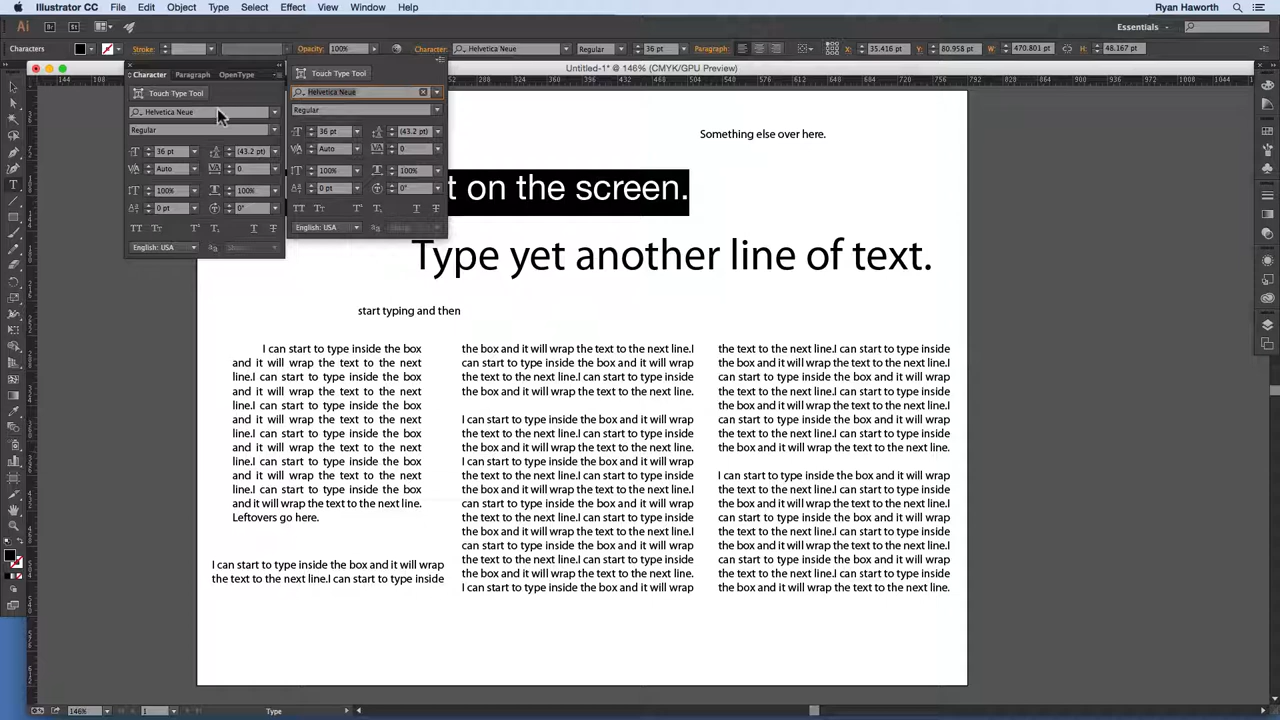 Illustrator CC File Edit Object Type Select Effect View Window Help Ryan Haworth
Ai Br St Essentials
Characters Stroke: Opacity: 100% Character: Helvetica Neue Regular 36 pt Paragraph: X: 35.416 pt Y: 80.958 pt W: 470.801 pt H: 48.167 pt
Untitled-1* @ 146% (CMYK/GPU Preview)
Character Paragraph OpenType
Touch Type Tool
Helvetica Neue
Regular
36 pt (43.2 pt)
Auto 0
100% 100%
0 pt 0°
English: USA
Touch Type Tool
Helvetica Neue
Regular
36 pt (43.2 pt)
Auto 0
100% 100%
0 pt 0°
English: USA
Something else over here.
t on the screen.
Type yet another line of text.
start typing and then
I can start to type inside the box
and it will wrap the text to the next
line.I can start to type inside the box
and it will wrap the text to the next
line.I can start to type inside the box
and it will wrap the text to the next
line.I can start to type inside the box
and it will wrap the text to the next
line.I can start to type inside the box
and it will wrap the text to the next
line.I can start to type inside the box
and it will wrap the text to the next line.
Leftovers go here.
I can start to type inside the box and it will wrap
the text to the next line.I can start to type inside
the box and it will wrap the text to the next line.I
can start to type inside the box and it will wrap
the text to the next line.I can start to type inside
the box and it will wrap the text to the next line.
I can start to type inside the box and it will wrap
the text to the next line.I can start to type inside
the box and it will wrap the text to the next line.
I can start to type inside the box and it will wrap
the text to the next line.I can start to type inside
the box and it will wrap the text to the next line.I
can start to type inside the box and it will wrap
the text to the next line.I can start to type inside
the box and it will wrap the text to the next line.I
can start to type inside the box and it will wrap
the text to the next line.I can start to type inside
the box and it will wrap the text to the next line.
I can start to type inside the box and it will wrap
the text to the next line.I can start to type inside
the box and it will wrap the text to the next line.I
can start to type inside the box and it will wrap
the text to the next line.I can start to type inside
the box and it will wrap the text to the next line.I
can start to type inside the box and it will wrap
the text to the next line.I can start to type inside
the box and it will wrap the text to the next line.
I can start to type inside the box and it will wrap
the text to the next line.I can start to type inside
the box and it will wrap the text to the next line.I
can start to type inside the box and it will wrap
the text to the next line.I can start to type inside
the box and it will wrap the text to the next line.I
can start to type inside the box and it will wrap
the text to the next line.I can start to type inside
the box and it will wrap the text to the next line.
146% 1 Type